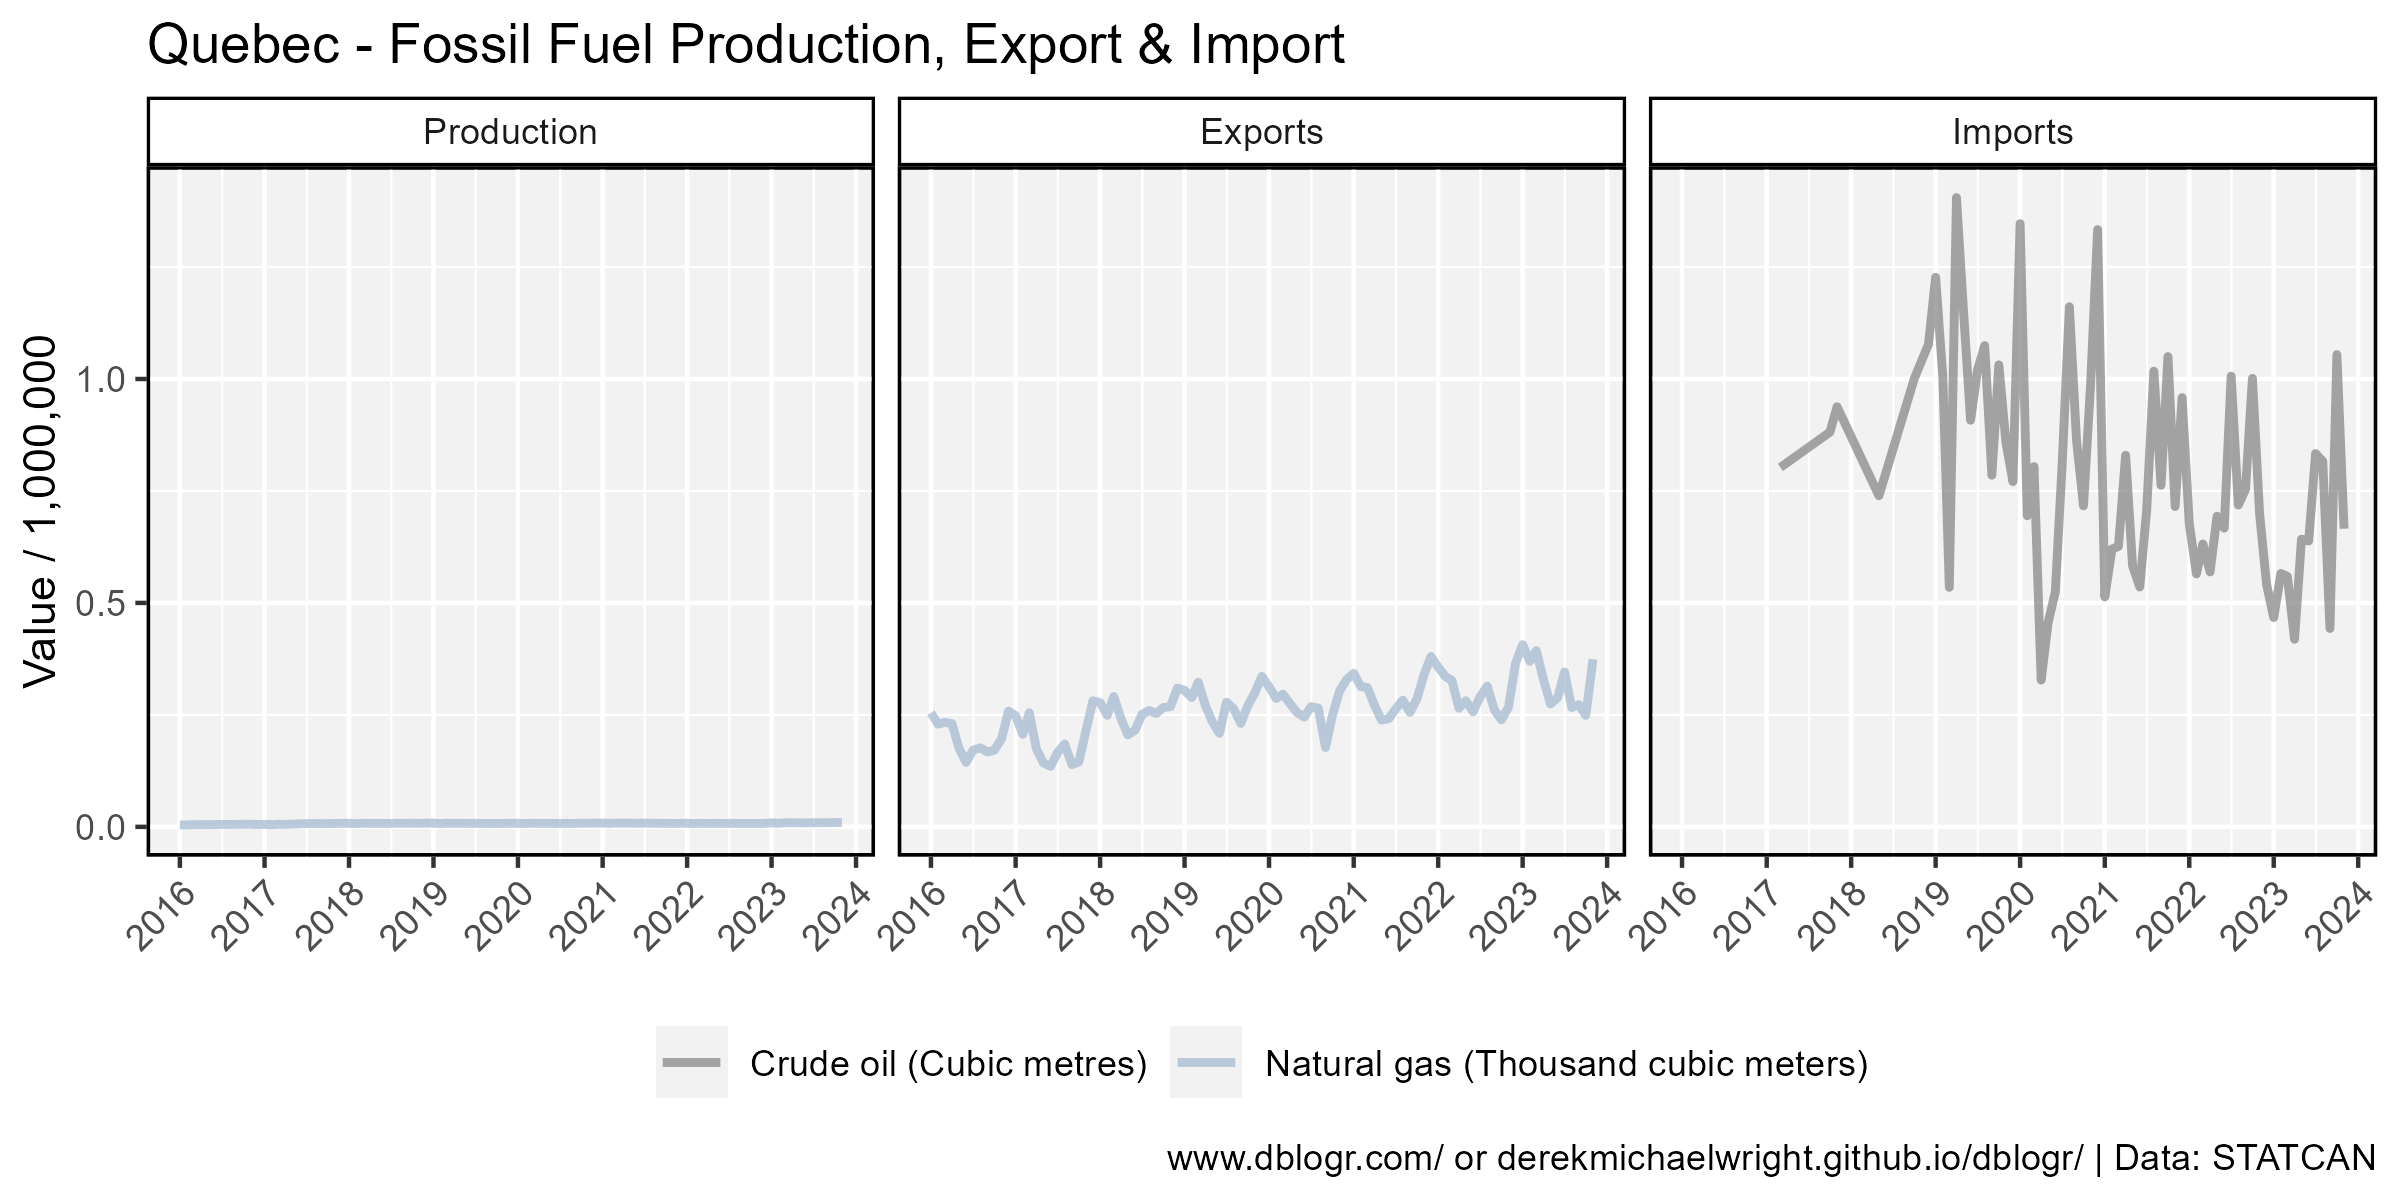 Quebec - Fossil Fuel Production, Export & Import
Production
Exports
Imports
Value / 1,000,000
1.0
0.5
0.0
2016 2017 2018 2019 2020 2021 2022 2023 2024
2016 2017 2018 2019 2020 2021 2022 2023 2024
2016 2017 2018 2019 2020 2021 2022 2023 2024
Crude oil (Cubic metres)
Natural gas (Thousand cubic meters)
www.dblogr.com/ or derekmichaelwright.github.io/dblogr/ | Data: STATCAN